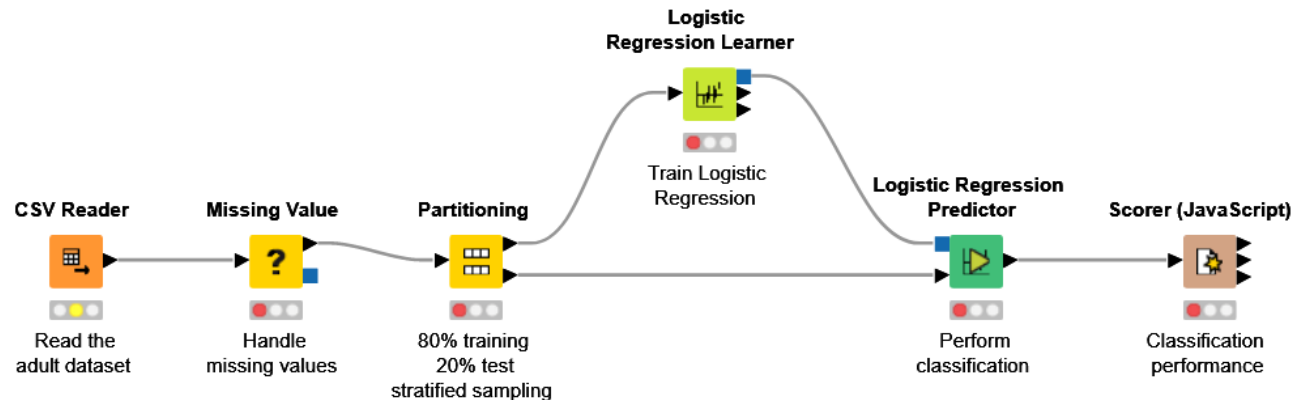 Logistic
Regression Learner
Train Logistic
Regression
CSV Reader
Read the
adult dataset
Missing Value
?
Handle
missing values
Partitioning
80% training
20% test
stratified sampling
Logistic Regression
Predictor
Perform
classification
Scorer (JavaScript)
Classification
performance